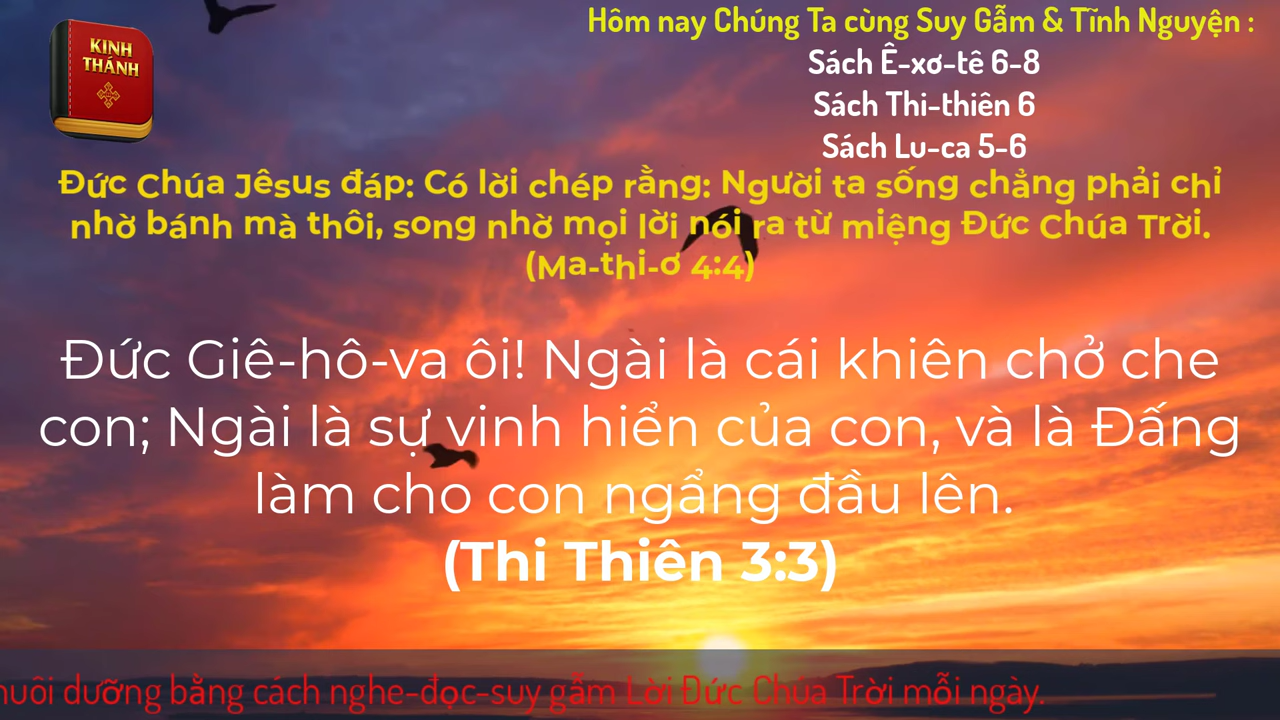 KINH
THÁNH
Hôm nay Chúng Ta cùng Suy Gẫm & Tĩnh Nguyện :
Sách Ê-xơ-tê 6-8
Sách Thi-thiên 6
Sách Lu-ca 5-6
Đức Chúa Jêsus đáp: Có lời chép rằng: Người ta sống chẳng phải chỉ
nhờ bánh mà thôi, song nhờ mọi lời nói ra từ miệng Đức Chúa Trời.
(Ma-thi-ơ 4:4)
Đức Giê-hô-va ôi! Ngài là cái khiên chở che
con; Ngài là sự vinh hiển của con, và là Đấng
làm cho con ngẩng đầu lên.
(Thi Thiên 3:3)
dưỡng bằng cách nghe-đọc-suy gẫm Lời Đức Chúa Trời mỗi ngày.